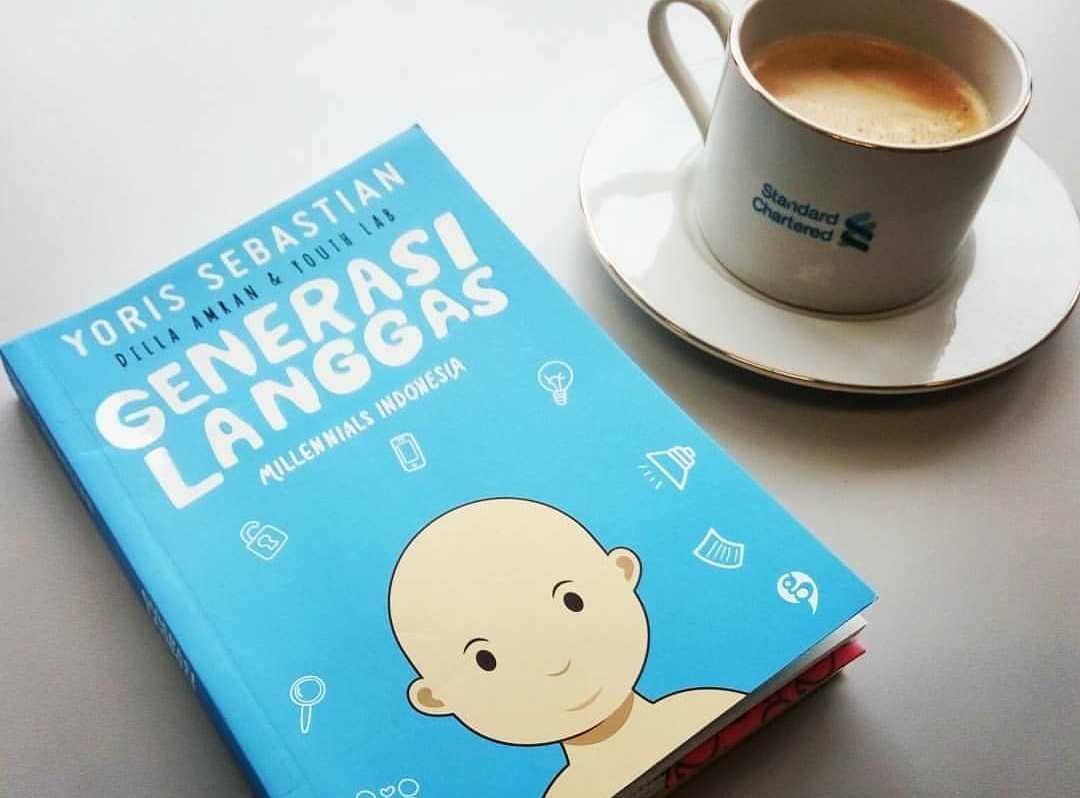 YORIS SEBASTIAN
DILLA AMRAN & YOUTH LAB
GENERASI
LANGGAS
MILLENNIALS INDONESIA
Standard
Chartered